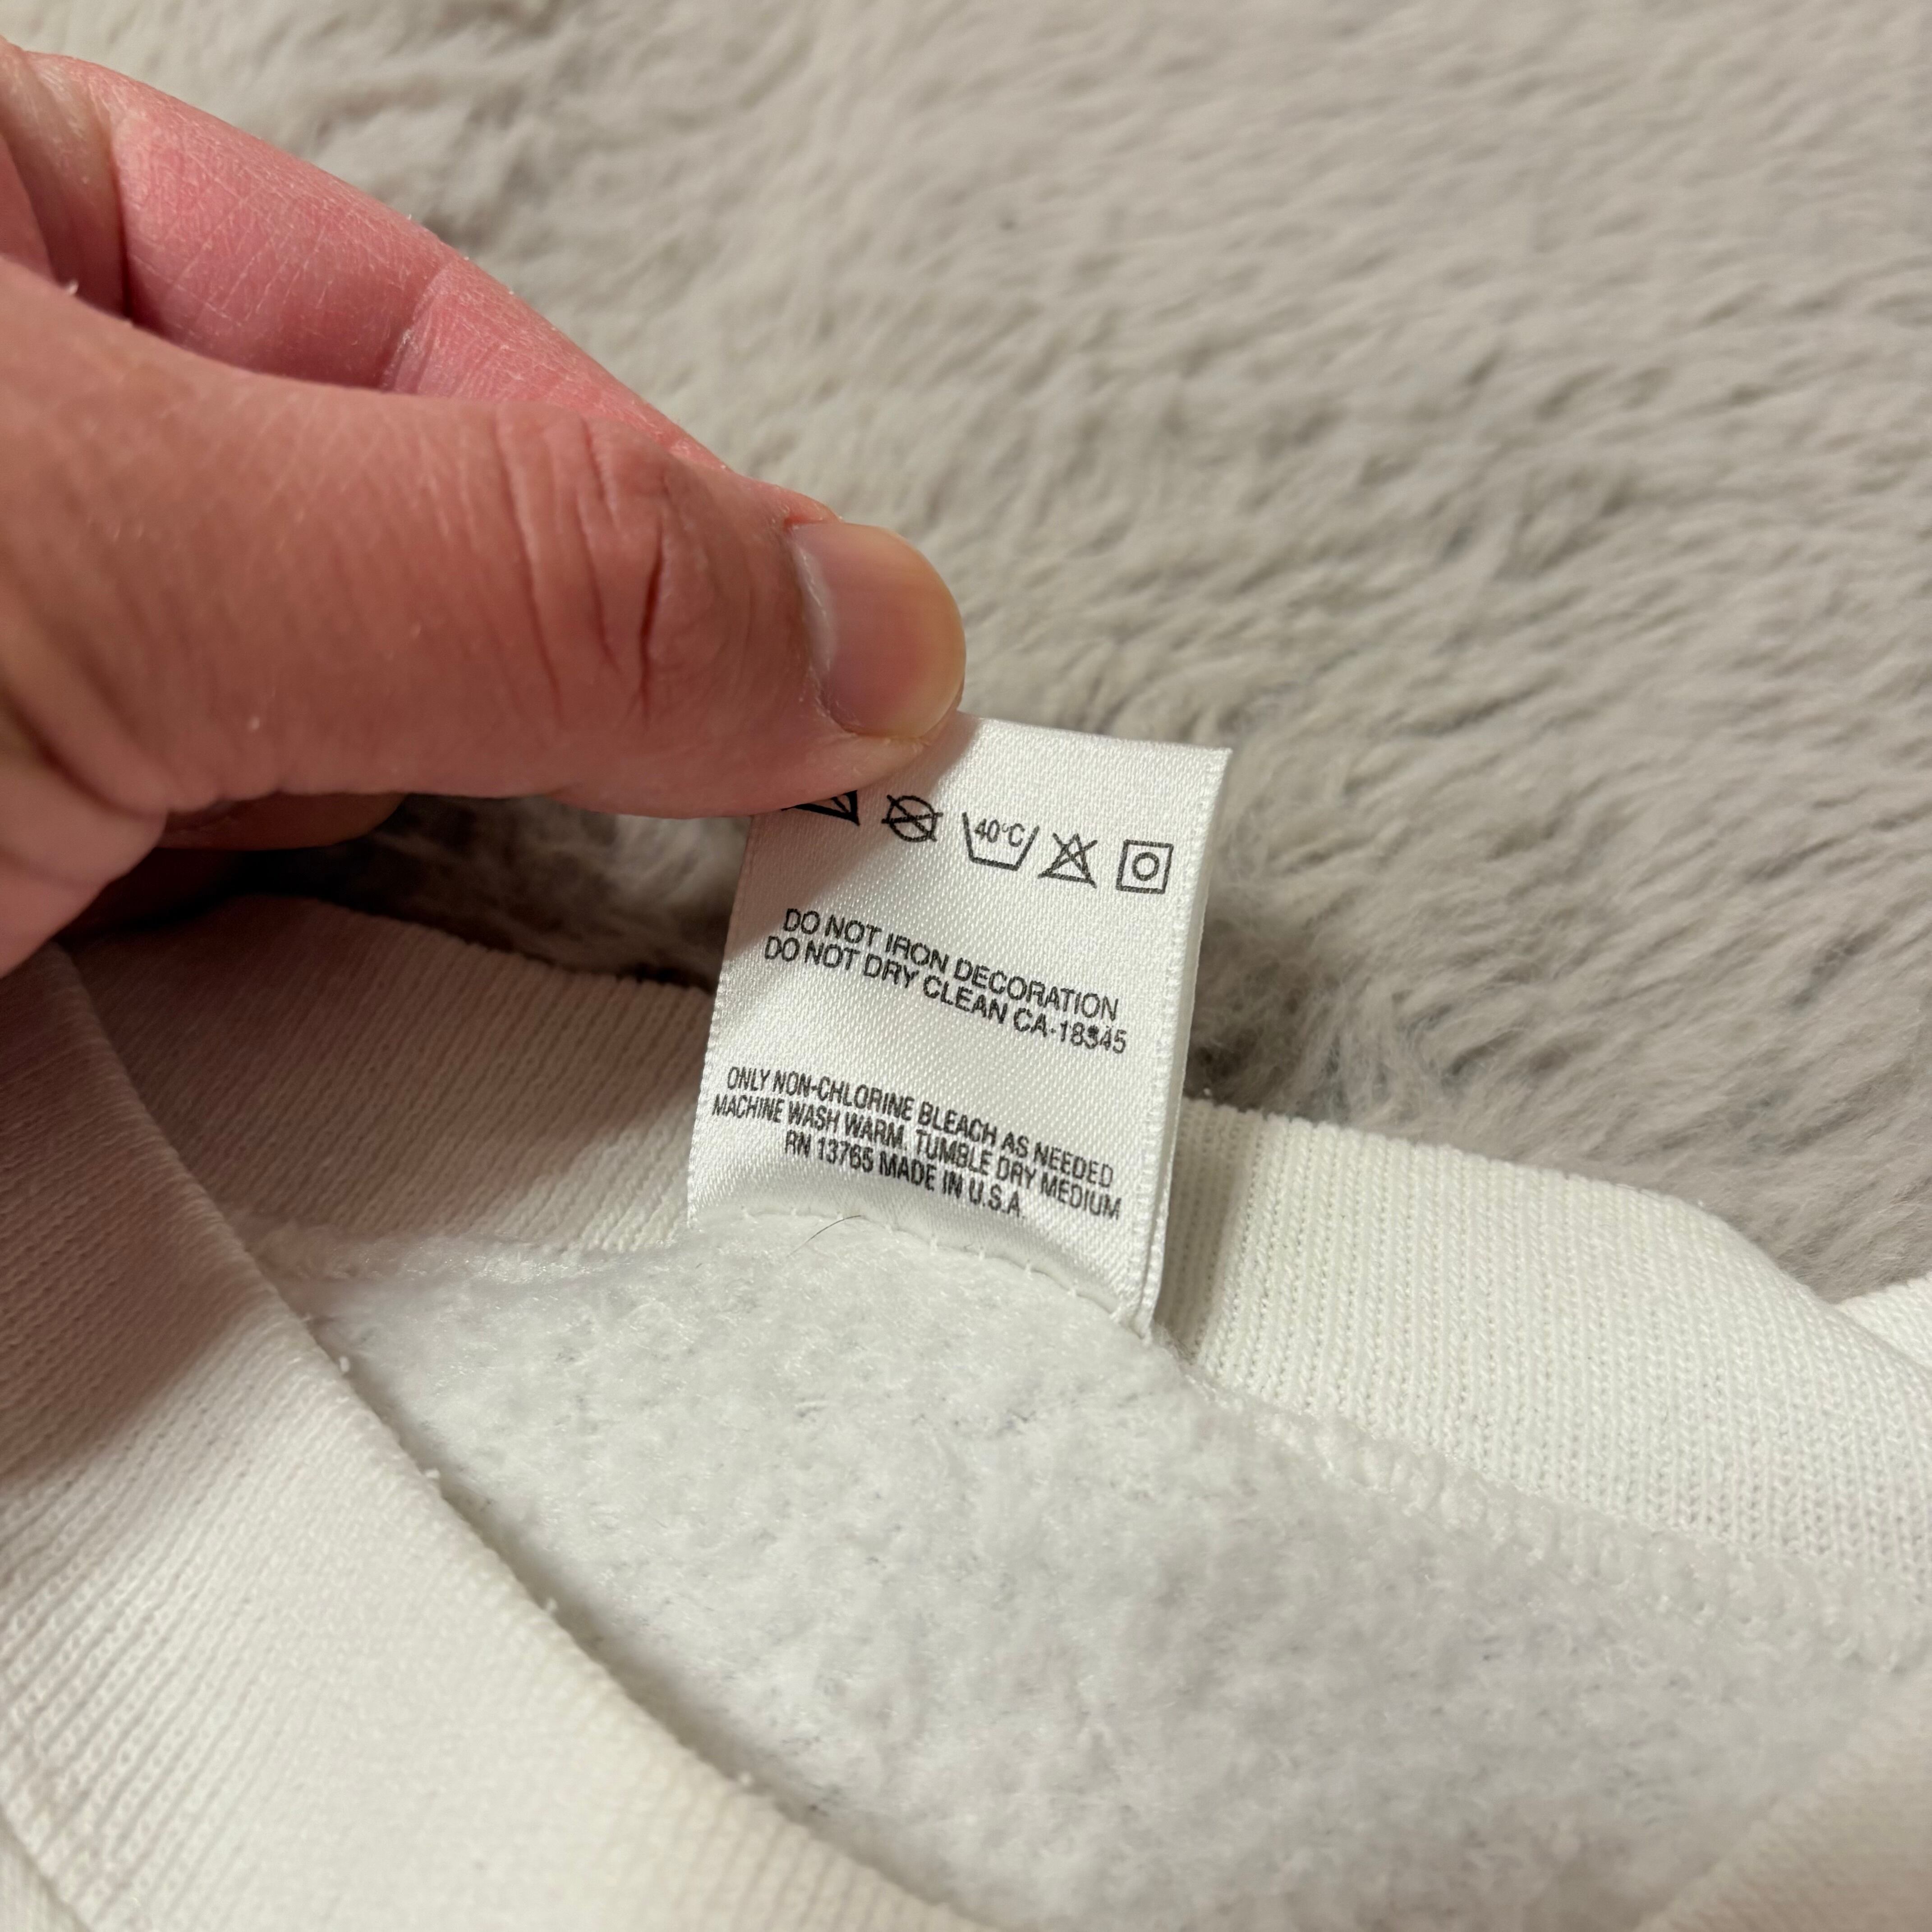 40°C
DO NOT IRON DECORATION
DO NOT DRY CLEAN CA-18345
ONLY NON-CHLORINE BLEACH AS NEEDED
MACHINE WASH WARM. TUMBLE DRY MEDIUM
RN 13765 MADE IN U.S.A.